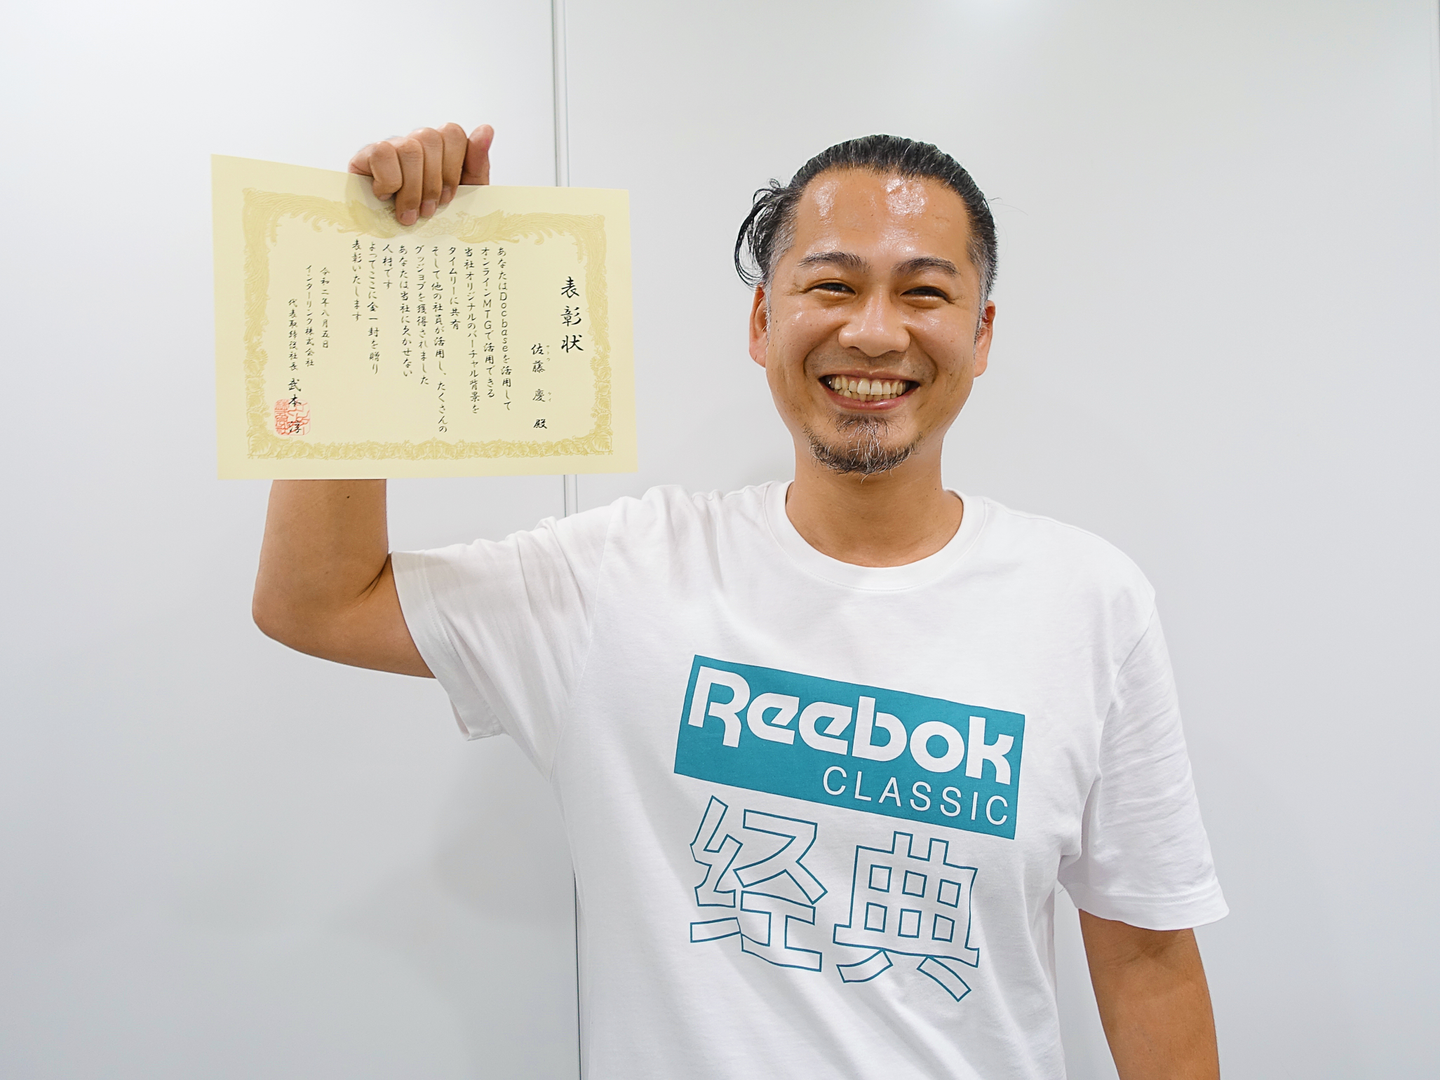 表彰状
佐藤 慶 殿
あなたはDocbaseを活用して
オンラインMTGで活用できる
当社オリジナルのバーチャル背景を
タイムリーに共有
そして他の社員が活用し、たくさんの
グッジョブを獲得されました
あなたは当社に欠かせない
人材です
よってここに金一封を贈り
表彰いたします
令和二年八月五日
インターリンク株式会社
代表取締役社長 武本 淳
Reebok
CLASSIC
经典